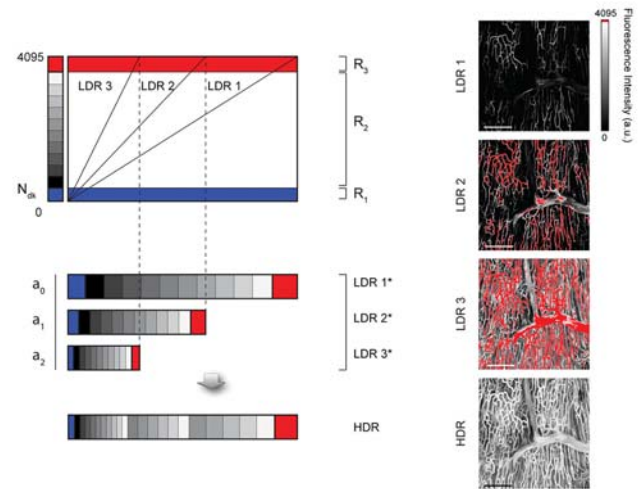 4095
LDR 3
LDR 2
LDR 1
R3
R2
R1
Ndk
0
a0
a1
a2
LDR 1*
LDR 2*
LDR 3*
HDR
LDR 1
LDR 2
LDR 3
HDR
4095
0
Fluorescence Intensity (a.u.)